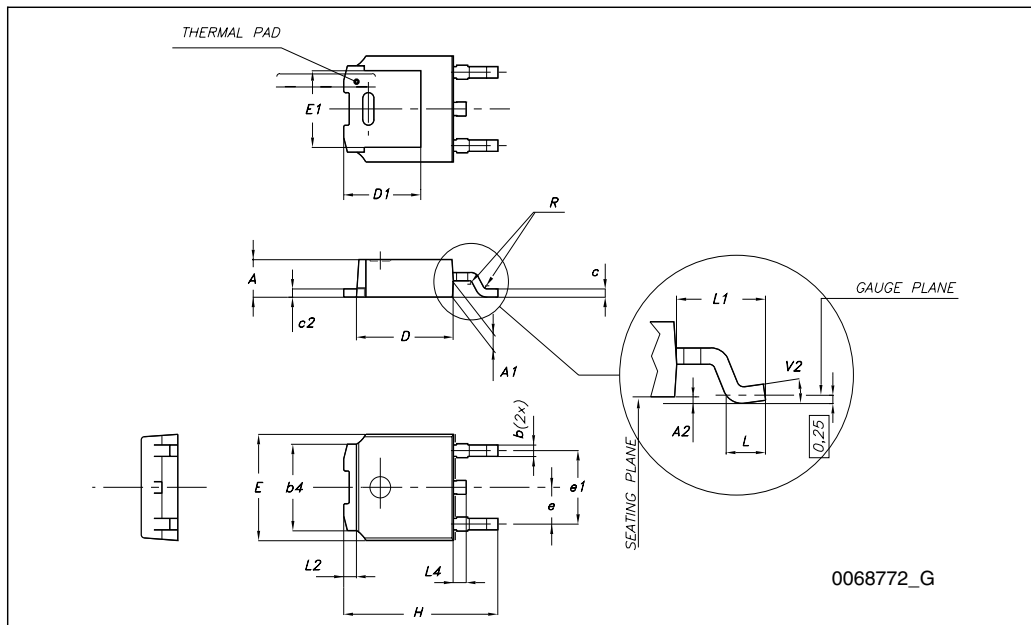 THERMAL PAD
E1
D1
R
A
c
c2
D
A1
L1
GAUGE PLANE
V2
A2
L
0,25
SEATING PLANE
b(2x)
E
b4
e
e1
L2
L4
H
0068772_G